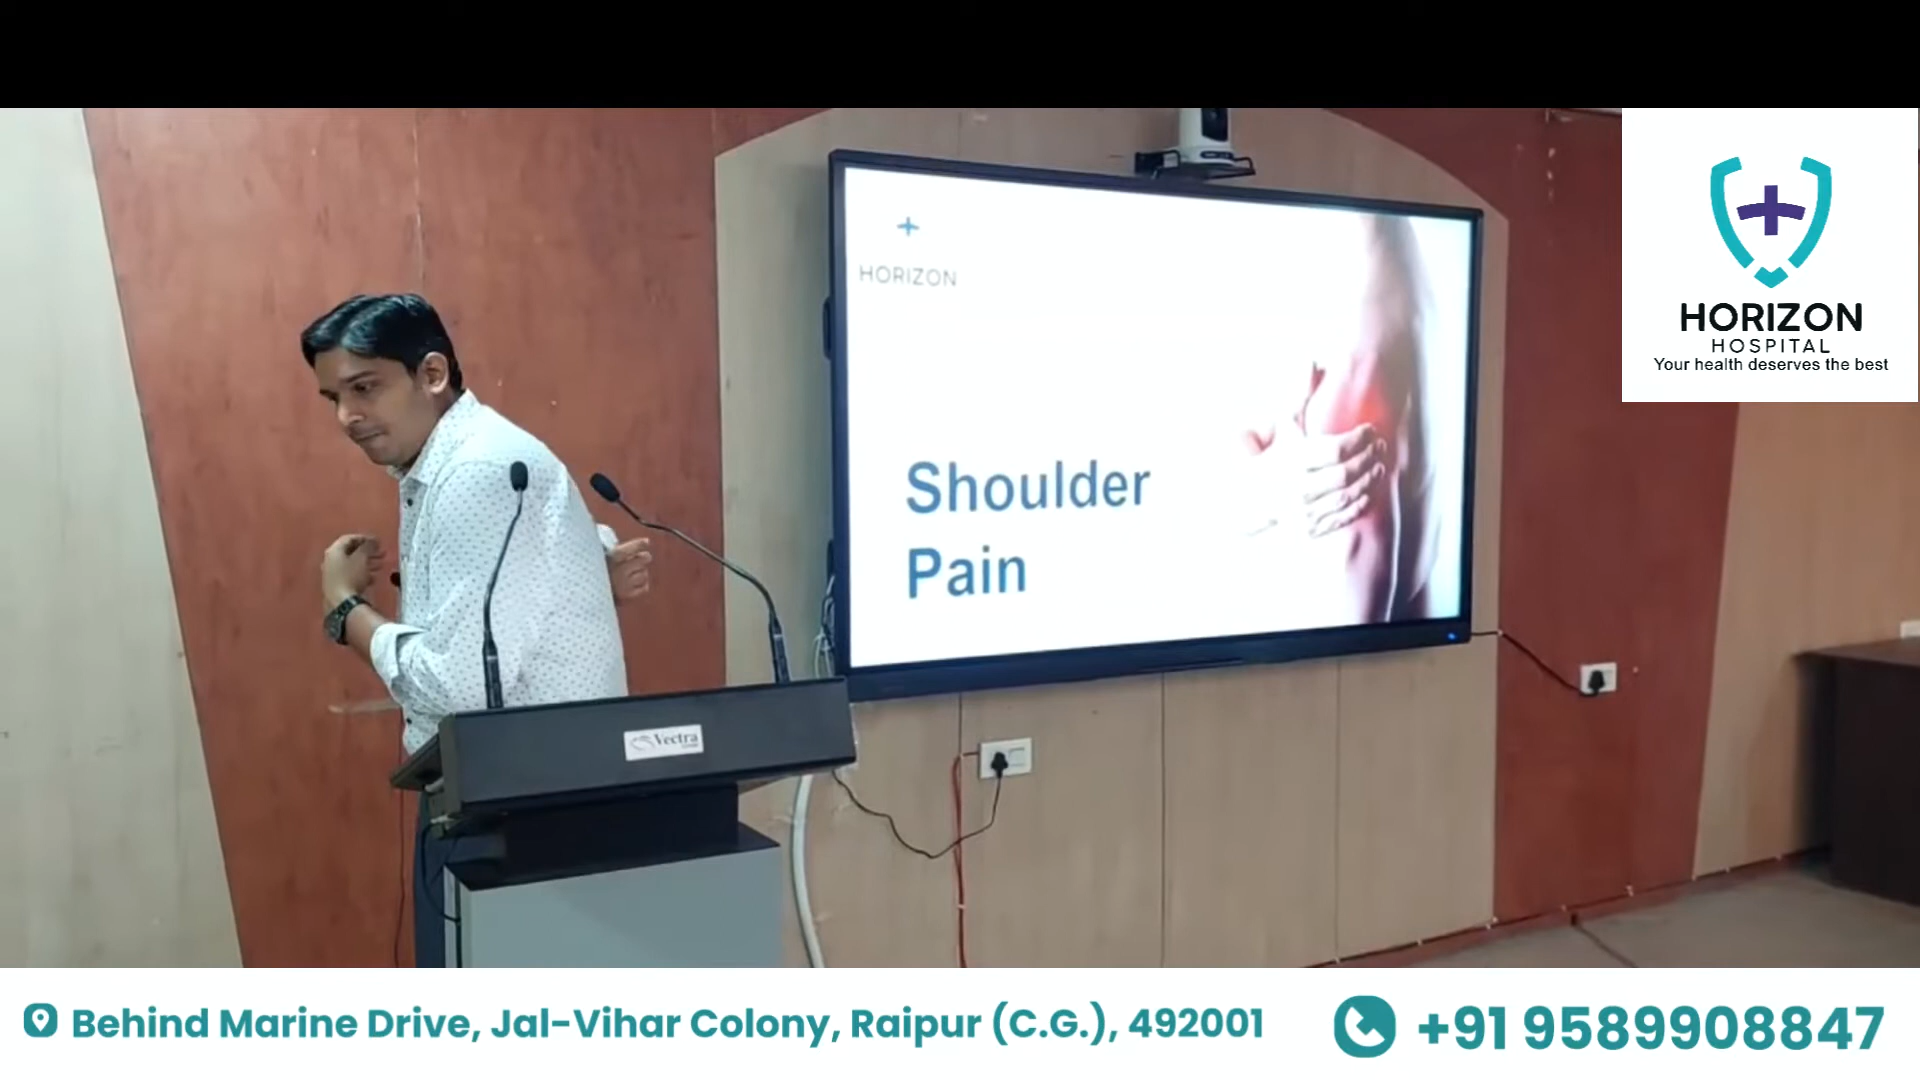 HORIZON
Shoulder
Pain
Vectra
HORIZON
HOSPITAL
Your health deserves the best
Behind Marine Drive, Jal-Vihar Colony, Raipur (C.G.), 492001
+91 9589908847